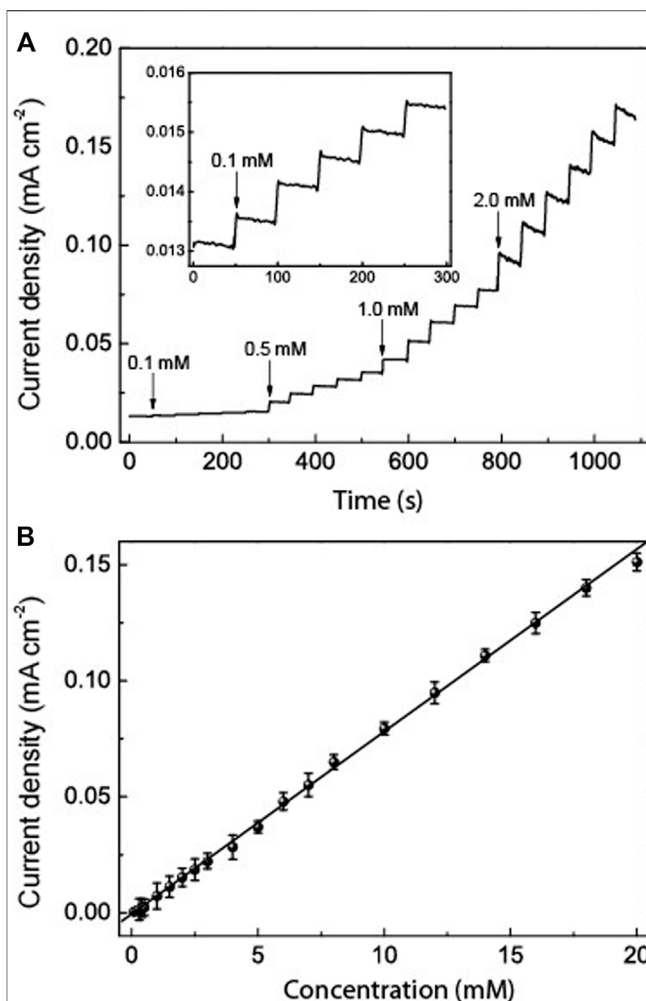 A
0.20
0.15
0.10
0.05
0.00
Current density (mA cm⁻²)
0.016
0.015
0.014
0.013
0.1 mM
0 100 200 300
0.1 mM
0.5 mM
1.0 mM
2.0 mM
0 200 400 600 800 1000
Time (s)
B
0.15
0.10
0.05
0.00
Current density (mA cm⁻²)
0 5 10 15 20
Concentration (mM)